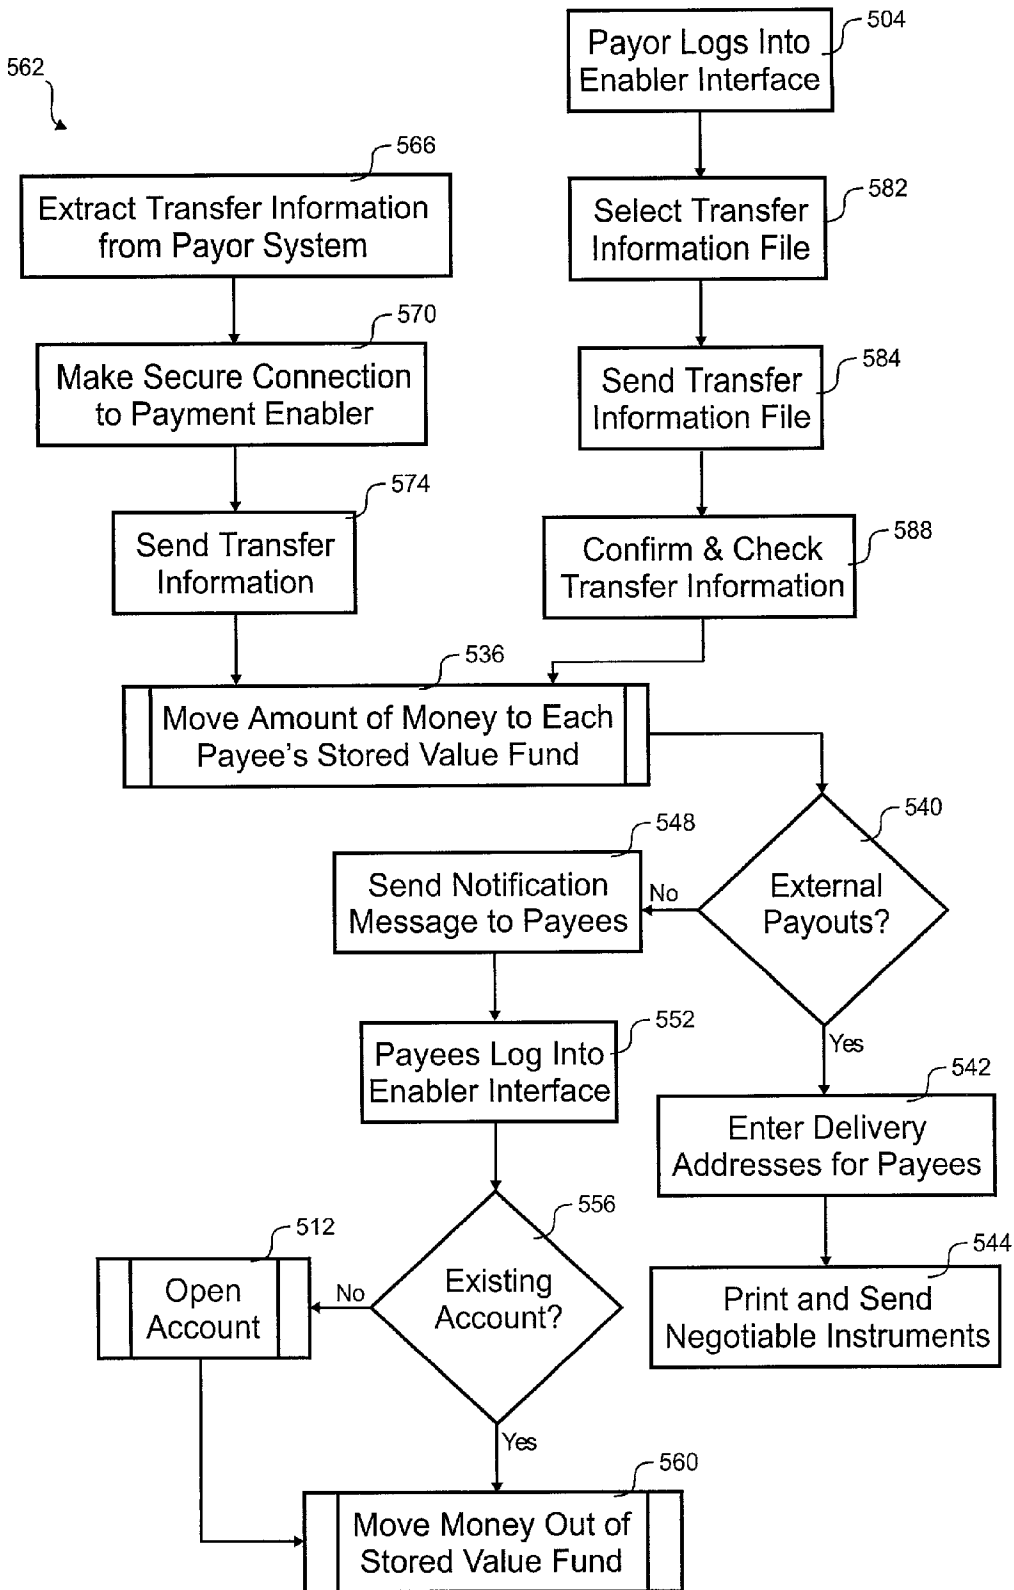 504
Payor Logs Into
Enabler Interface
562
566
Extract Transfer Information
from Payor System
582
Select Transfer
Information File
570
Make Secure Connection
to Payment Enabler
584
Send Transfer
Information File
574
Send Transfer
Information
588
Confirm & Check
Transfer Information
536
Move Amount of Money to Each
Payee's Stored Value Fund
540
External
Payouts?
548
Send Notification
Message to Payees
No
Yes
552
Payees Log Into
Enabler Interface
542
Enter Delivery
Addresses for Payees
556
Existing
Account?
512
Open
Account
No
544
Print and Send
Negotiable Instruments
Yes
560
Move Money Out of
Stored Value Fund